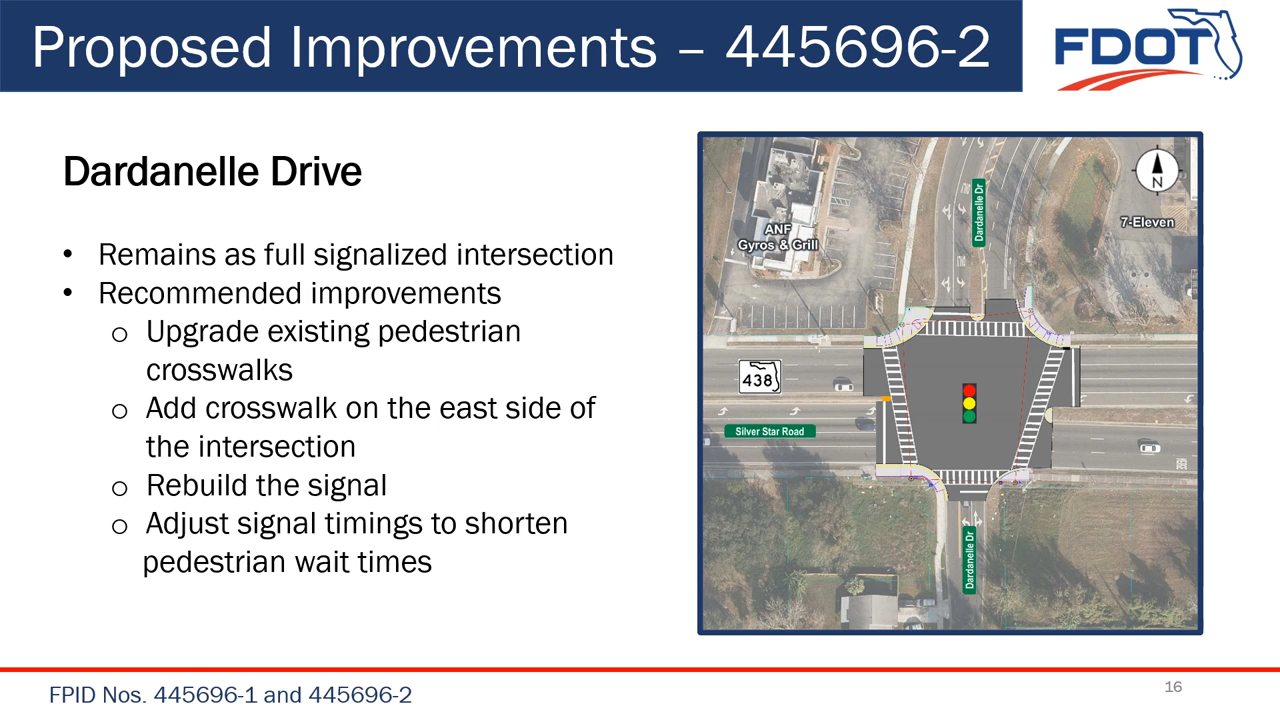 Proposed Improvements – 445696-2
FDOT
Dardanelle Drive
• Remains as full signalized intersection
• Recommended improvements
o Upgrade existing pedestrian
crosswalks
o Add crosswalk on the east side of
the intersection
o Rebuild the signal
o Adjust signal timings to shorten
pedestrian wait times
Dardanelle Dr
N
7-Eleven
ANF
Gyros & Grill
438
Silver Star Road
Dardanelle Dr
FPID Nos. 445696-1 and 445696-2
16